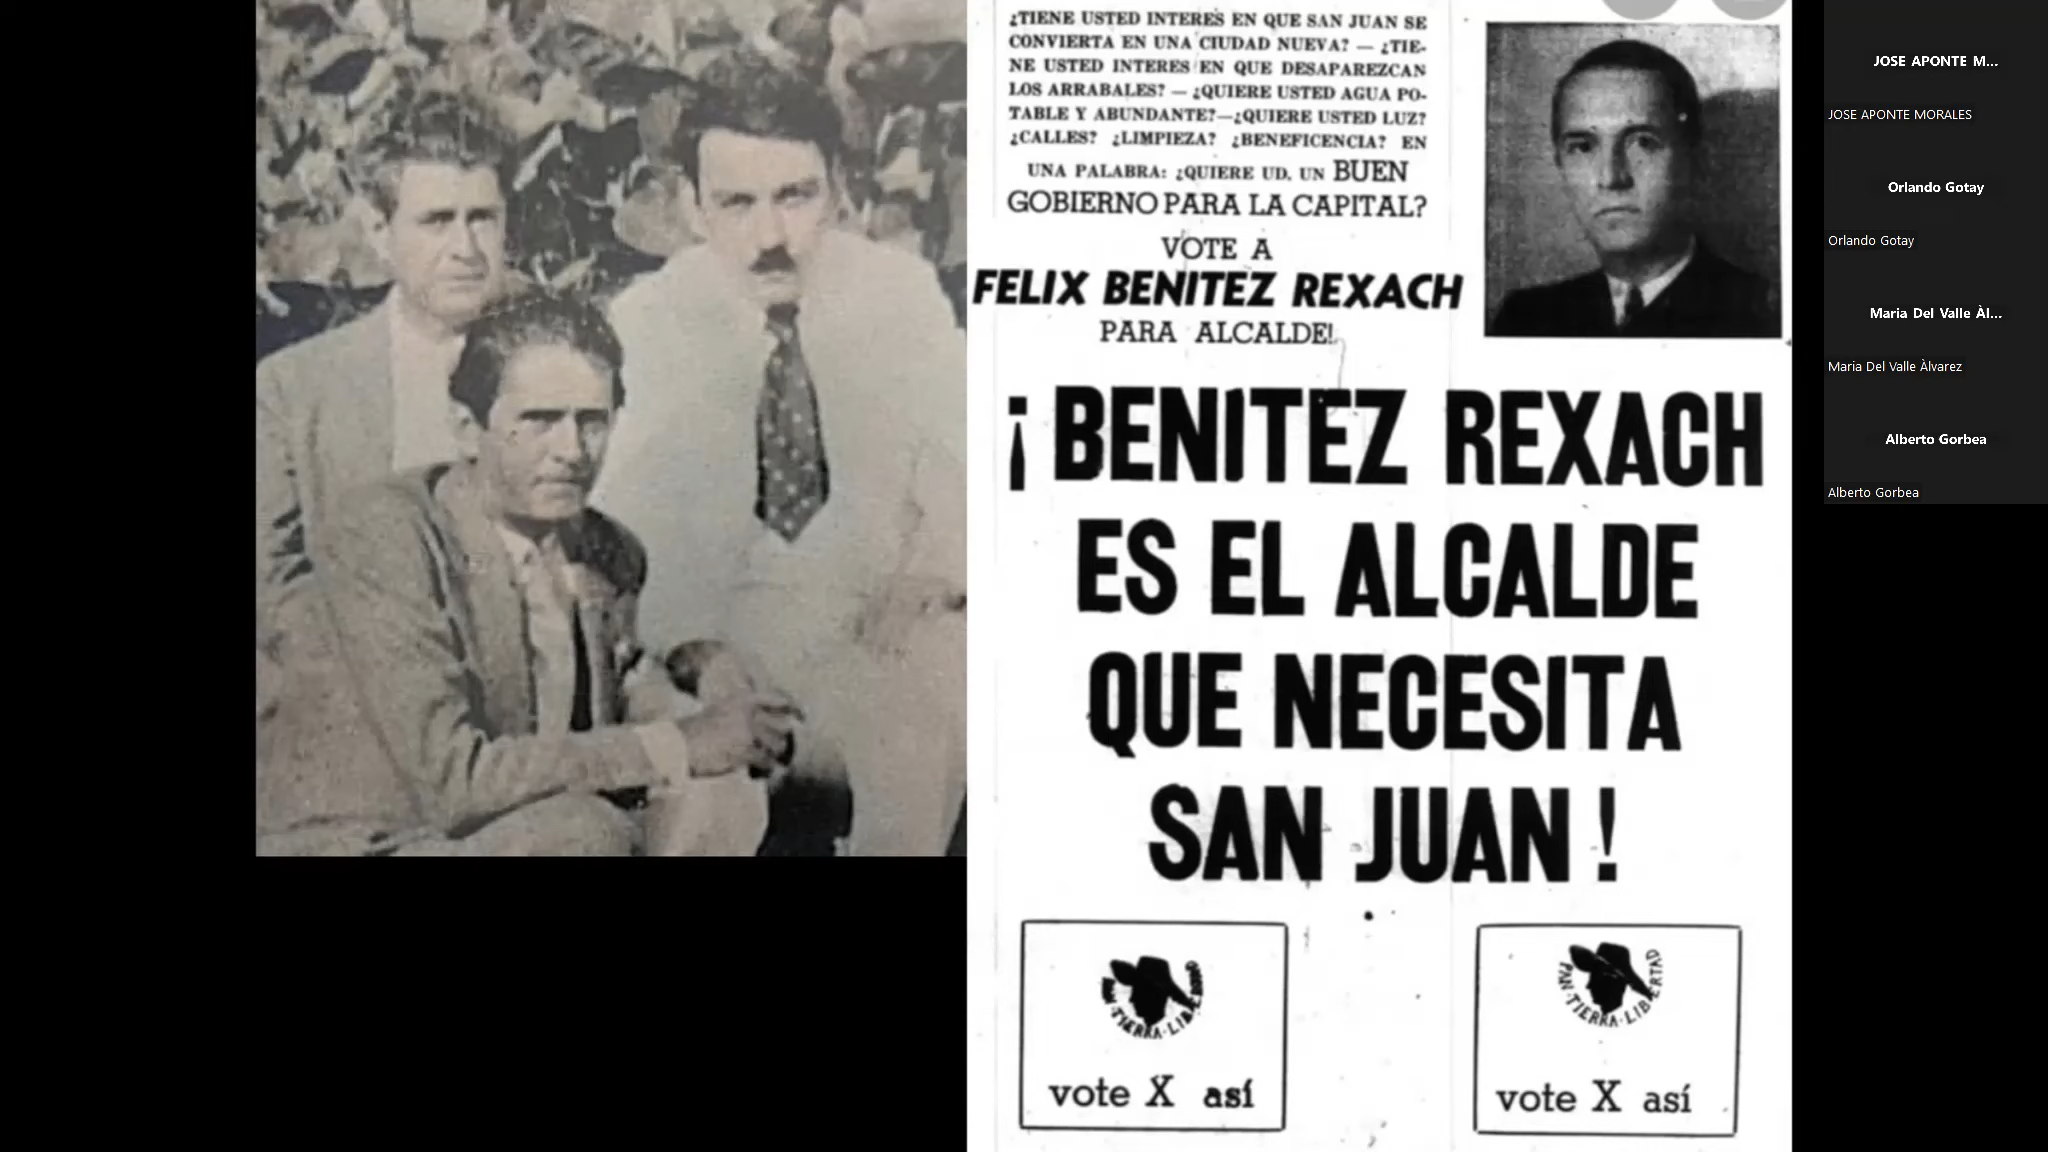 ¿TIENE USTED INTERES EN QUE SAN JUAN SE
CONVIERTA EN UNA CIUDAD NUEVA? — ¿TIE-
NE USTED INTERES EN QUE DESAPAREZCAN
LOS ARRABALES? — ¿QUIERE USTED AGUA PO-
TABLE Y ABUNDANTE?—¿QUIERE USTED LUZ?
¿CALLES? ¿LIMPIEZA? ¿BENEFICENCIA? EN
UNA PALABRA: ¿QUIERE UD. UN BUEN
GOBIERNO PARA LA CAPITAL?
VOTE A
FELIX BENITEZ REXACH
PARA ALCALDE!
¡BENITEZ REXACH
ES EL ALCALDE
QUE NECESITA
SAN JUAN!
TIERRA
vote X así
PAN·TIERRA·LIBERTAD
vote X así
JOSE APONTE M...
JOSE APONTE MORALES
Orlando Gotay
Orlando Gotay
Maria Del Valle Àl...
Maria Del Valle Àlvarez
Alberto Gorbea
Alberto Gorbea